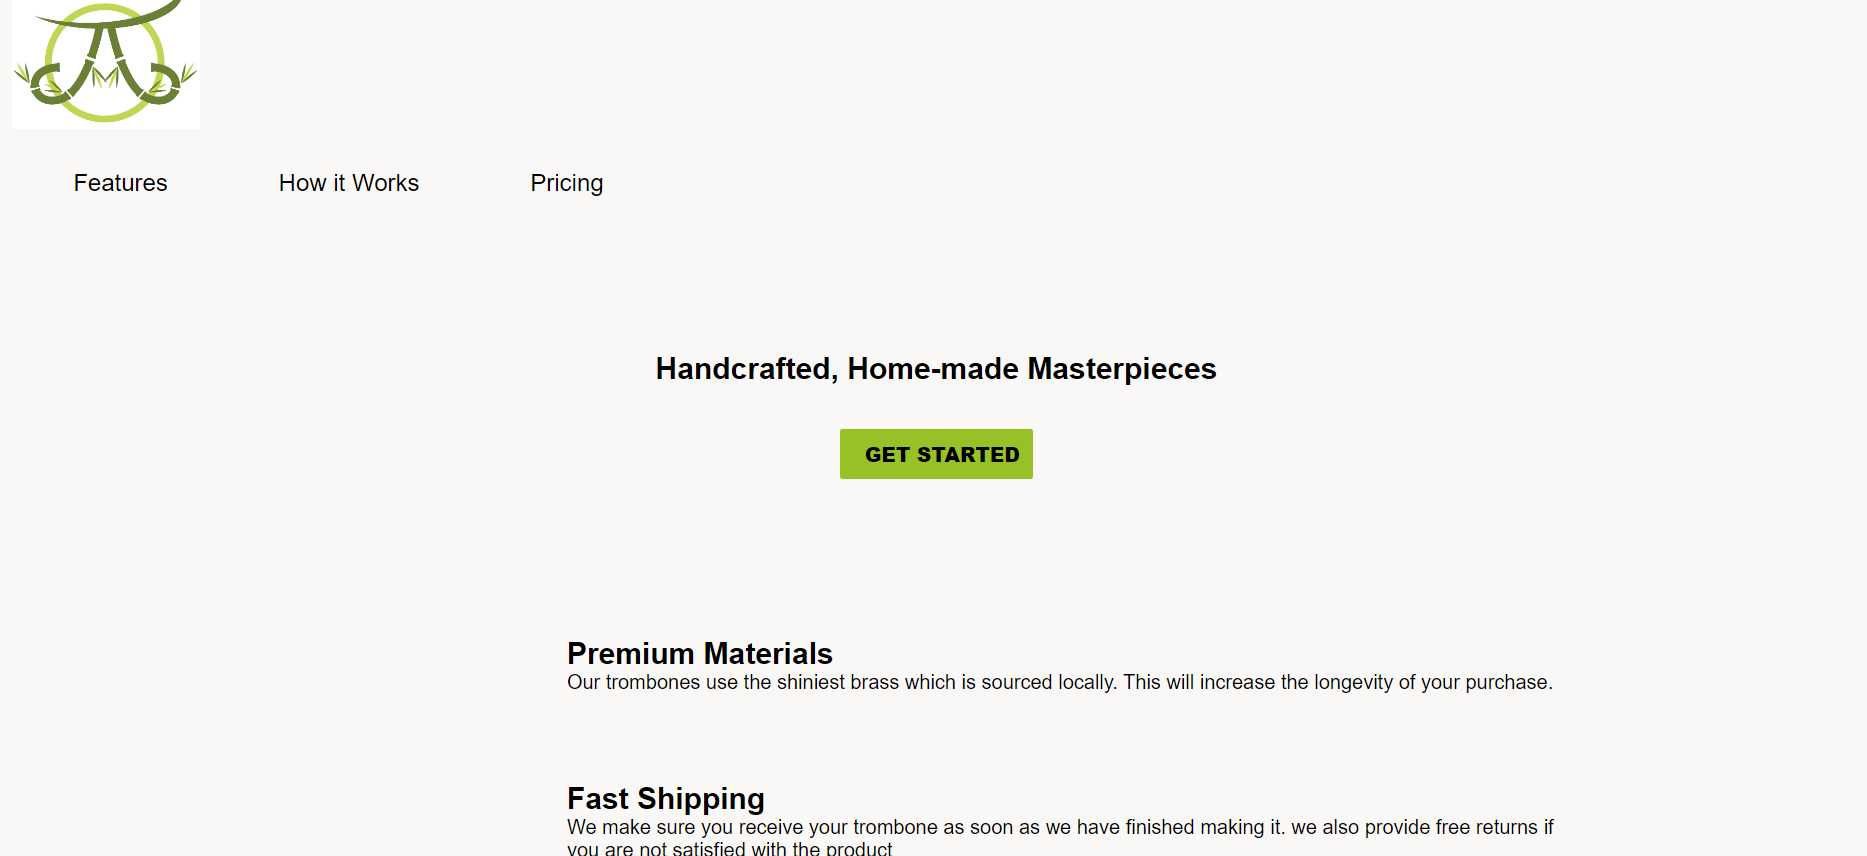 Features How it Works Pricing
Handcrafted, Home-made Masterpieces
GET STARTED
Premium Materials
Our trombones use the shiniest brass which is sourced locally. This will increase the longevity of your purchase.
Fast Shipping
We make sure you receive your trombone as soon as we have finished making it. we also provide free returns if
you are not satisfied with the product